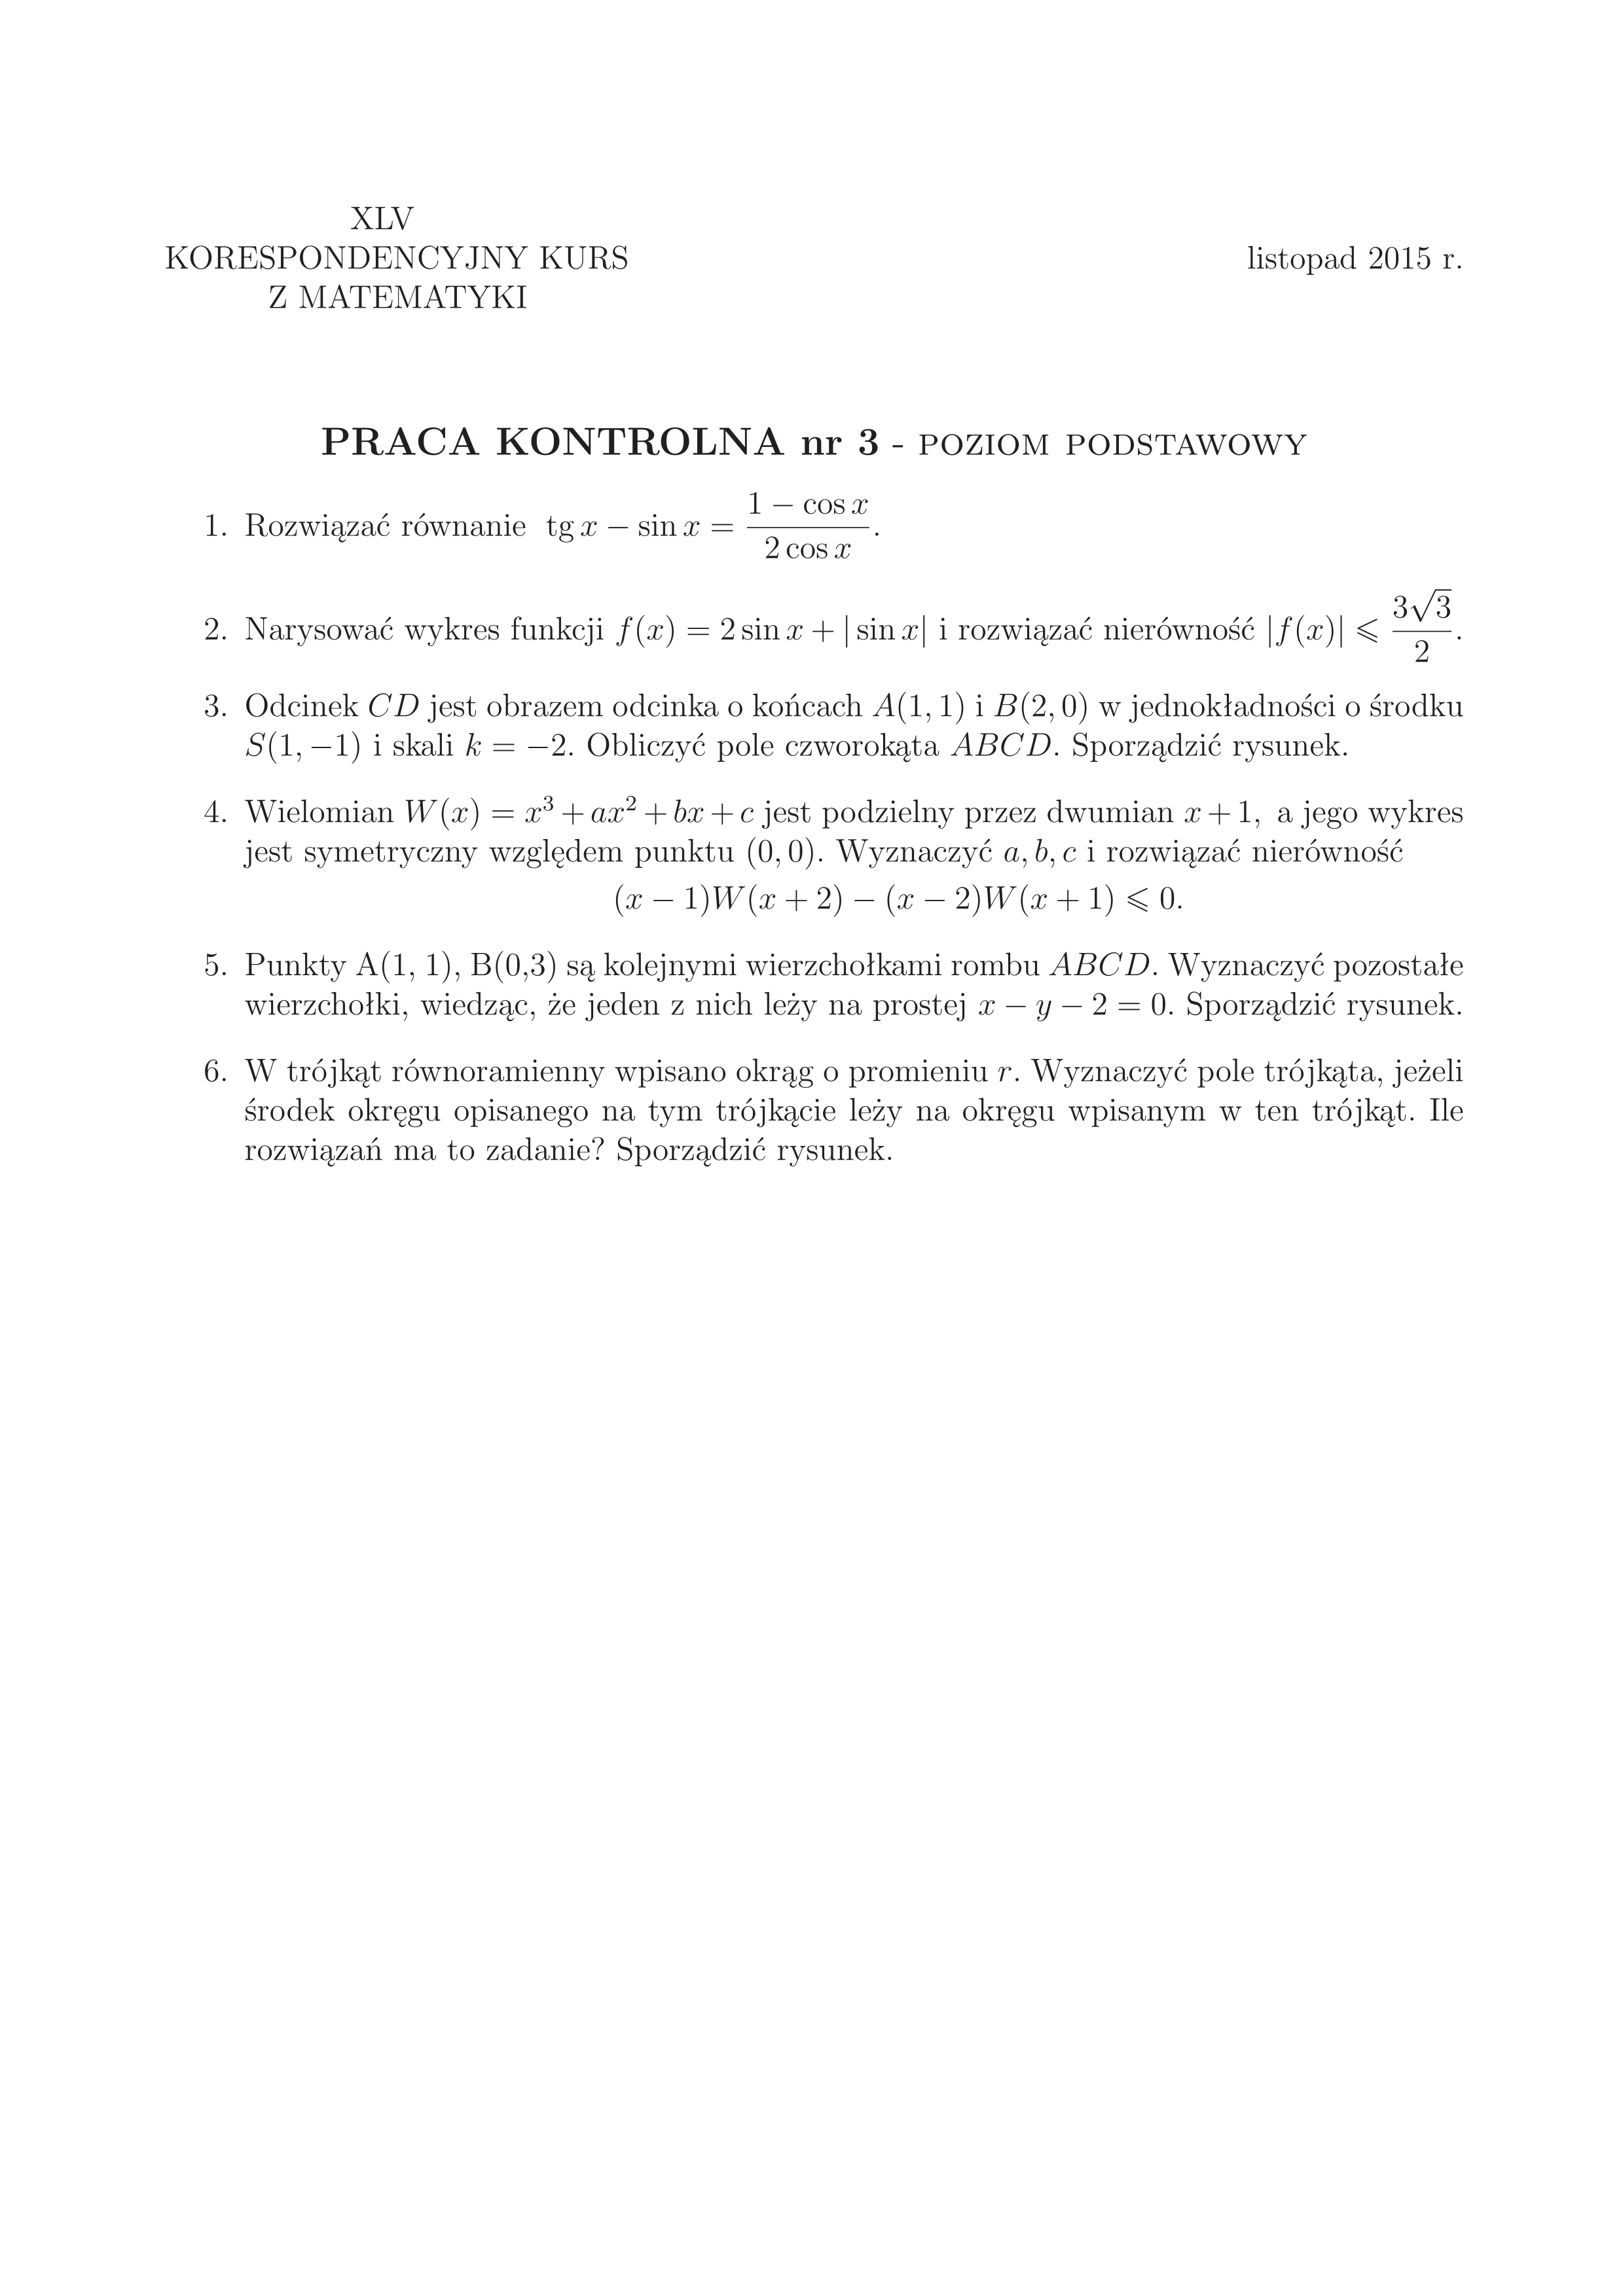 XLV
KORESPONDENCYJNY KURS
Z MATEMATYKI
listopad 2015 r.
PRACA KONTROLNA nr 3 - POZIOM PODSTAWOWY
1. Rozwiązać równanie tg x − sin x = \frac{1 − cos x}{2 cos x}.
2. Narysować wykres funkcji f(x) = 2 sin x + | sin x| i rozwiązać nierówność |f(x)| ⩽ \frac{3√3}{2}.
3. Odcinek CD jest obrazem odcinka o końcach A(1, 1) i B(2, 0) w jednokładności o środku
S(1, −1) i skali k = −2. Obliczyć pole czworokąta ABCD. Sporządzić rysunek.
4. Wielomian W(x) = x³ + ax² + bx + c jest podzielny przez dwumian x + 1, a jego wykres
jest symetryczny względem punktu (0, 0). Wyznaczyć a, b, c i rozwiązać nierówność
(x − 1)W(x + 2) − (x − 2)W(x + 1) ⩽ 0.
5. Punkty A(1, 1), B(0,3) są kolejnymi wierzchołkami rombu ABCD. Wyznaczyć pozostałe
wierzchołki, wiedząc, że jeden z nich leży na prostej x − y − 2 = 0. Sporządzić rysunek.
6. W trójkąt równoramienny wpisano okrąg o promieniu r. Wyznaczyć pole trójkąta, jeżeli
środek okręgu opisanego na tym trójkącie leży na okręgu wpisanym w ten trójkąt. Ile
rozwiązań ma to zadanie? Sporządzić rysunek.